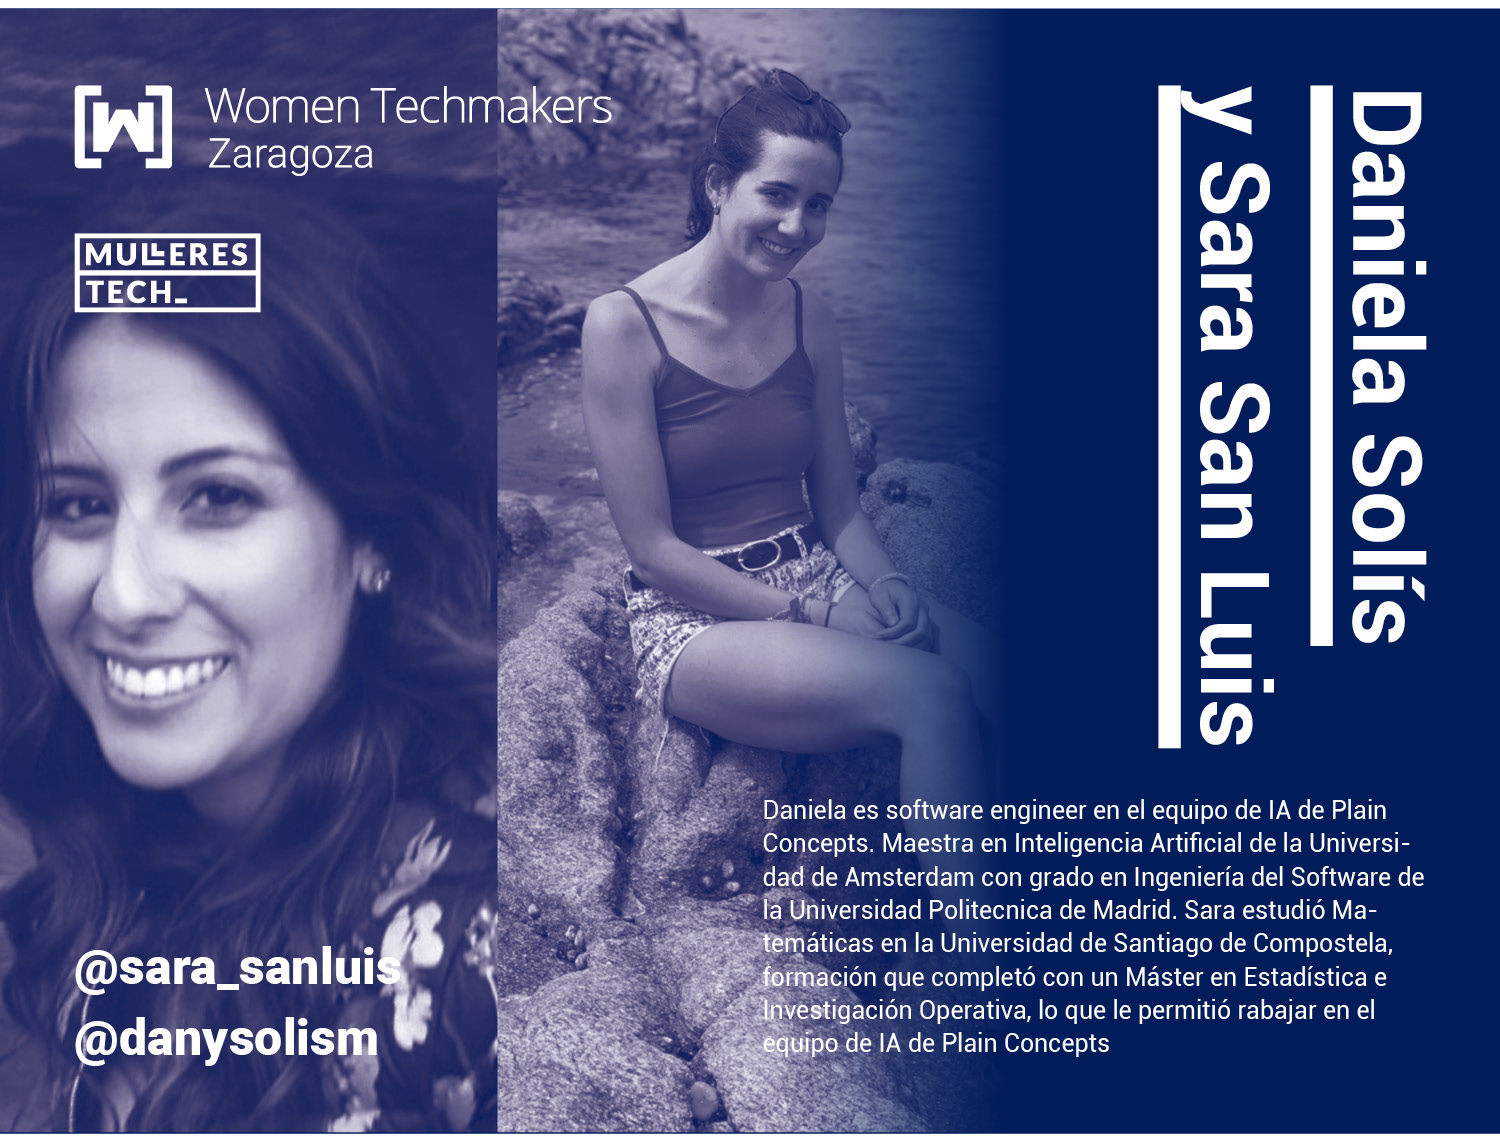 Women Techmakers
Zaragoza
MULLERES
TECH_
Daniela Solís
y Sara San Luis
Daniela es software engineer en el equipo de IA de Plain
Concepts. Maestra en Inteligencia Artificial de la Universi-
dad de Amsterdam con grado en Ingeniería del Software de
la Universidad Politecnica de Madrid. Sara estudió Ma-
temáticas en la Universidad de Santiago de Compostela,
formación que completó con un Máster en Estadística e
Investigación Operativa, lo que le permitió rabajar en el
equipo de IA de Plain Concepts
@sara_sanluis
@danysolism